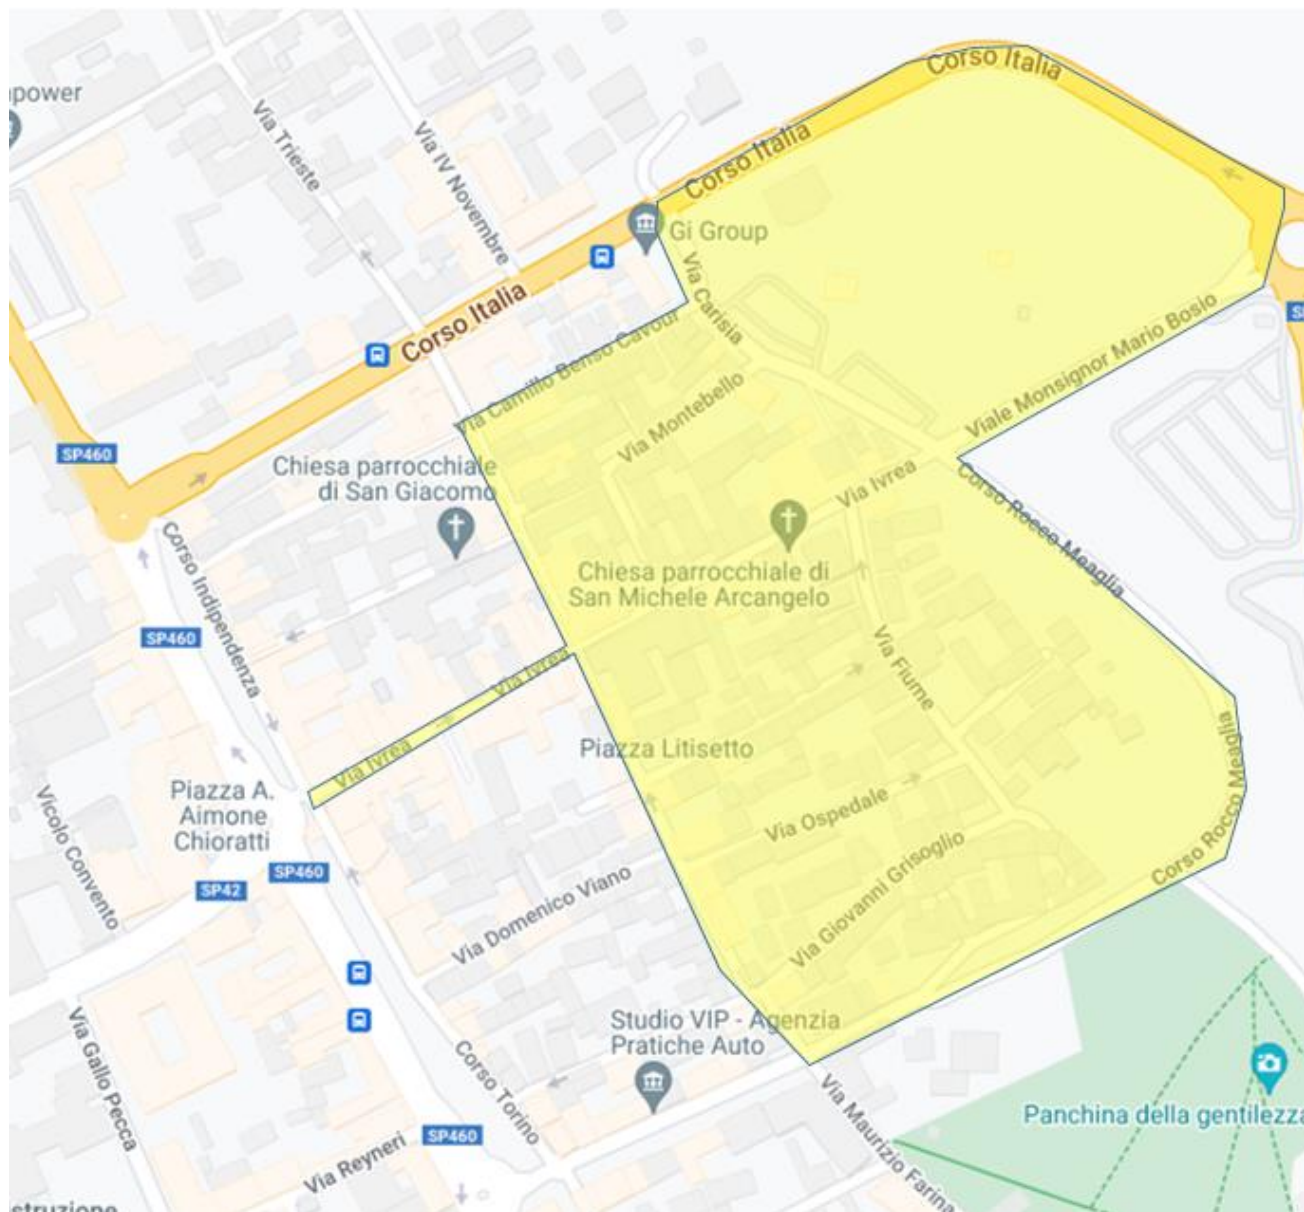 power
Corso Italia
Via Trieste
Via IV Novembre
Corso Italia
Gi Group
Via Carisia
Corso Italia
Via Camillo Benso Cavour
Viale Monsignor Mario Bosio
Via Montebello
SP460
Chiesa parrocchiale
di San Giacomo
Via Ivrea
Corso Rocco Meaglia
Corso Indipendenza
Chiesa parrocchiale di
San Michele Arcangelo
SP460
Via Ivrea
Via Fiume
Piazza Litisetto
Via Ivrea
Corso Rocco Meaglia
Piazza A.
Aimone
Chioratti
Via Ospedale
Vicolo Convento
SP460
SP42
Via Domenico Viano
Via Giovanni Grisoglio
Studio VIP - Agenzia
Pratiche Auto
Via Gallo Pecca
Corso Torino
Panchina della gentilezza
SP460
Via Reyneri
Via Maurizio Farina
struzione